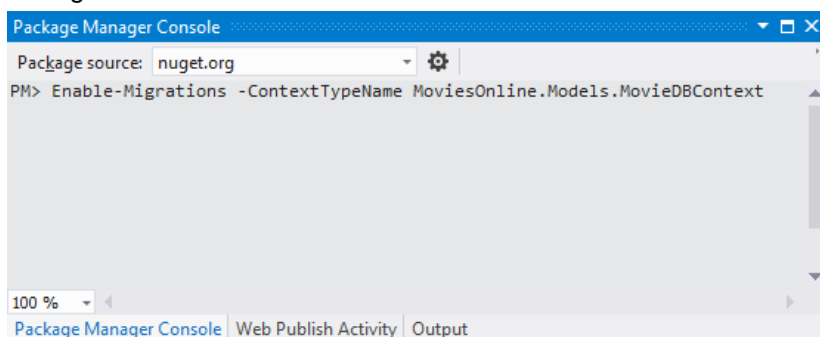 Package Manager Console
Package source: nuget.org
PM> Enable-Migrations -ContextTypeName MoviesOnline.Models.MovieDBContext
100 %
Package Manager Console Web Publish Activity Output